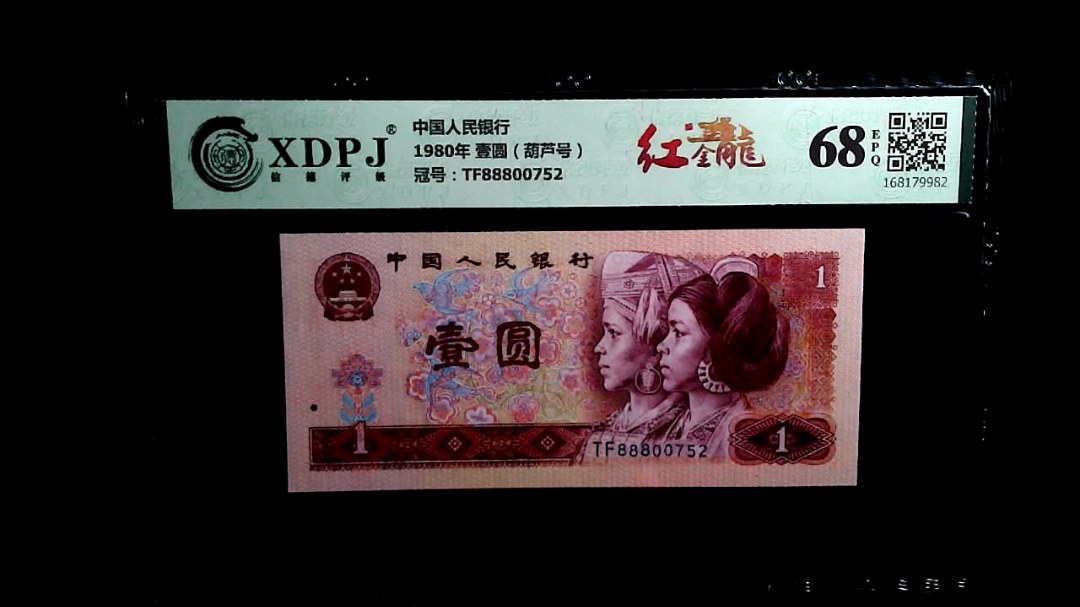 XDPJ®
信德评级
中国人民银行
1980年 壹圆（葫芦号）
冠号：TF88800752
红金龍
68 EPQ
168179982
中国人民银行
1
壹圆
1
TF88800752
1